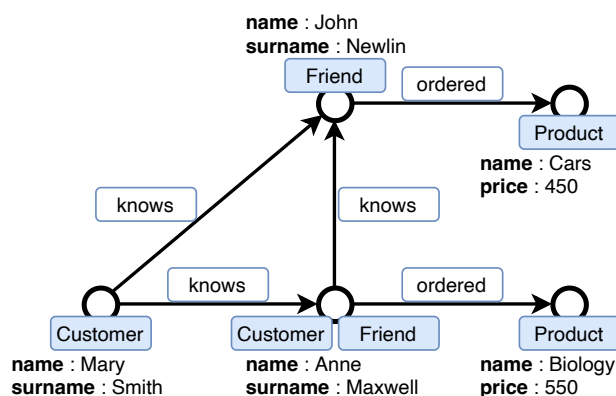 name : John
surname : Newlin
Friend
ordered
Product
name : Cars
price : 450
knows
knows
knows
ordered
Customer
Customer
Friend
Product
name : Mary
surname : Smith
name : Anne
surname : Maxwell
name : Biology
price : 550